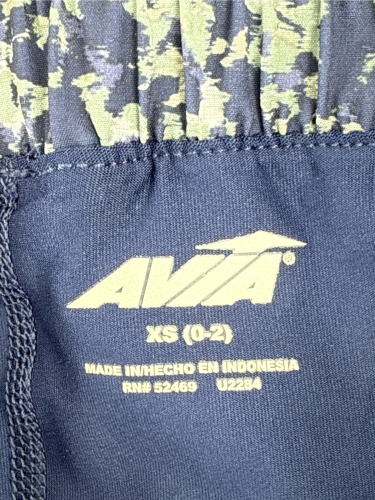 AVIA®
XS (0-2)
MADE IN/HECHO EN INDONESIA
RN# 52469 U2284